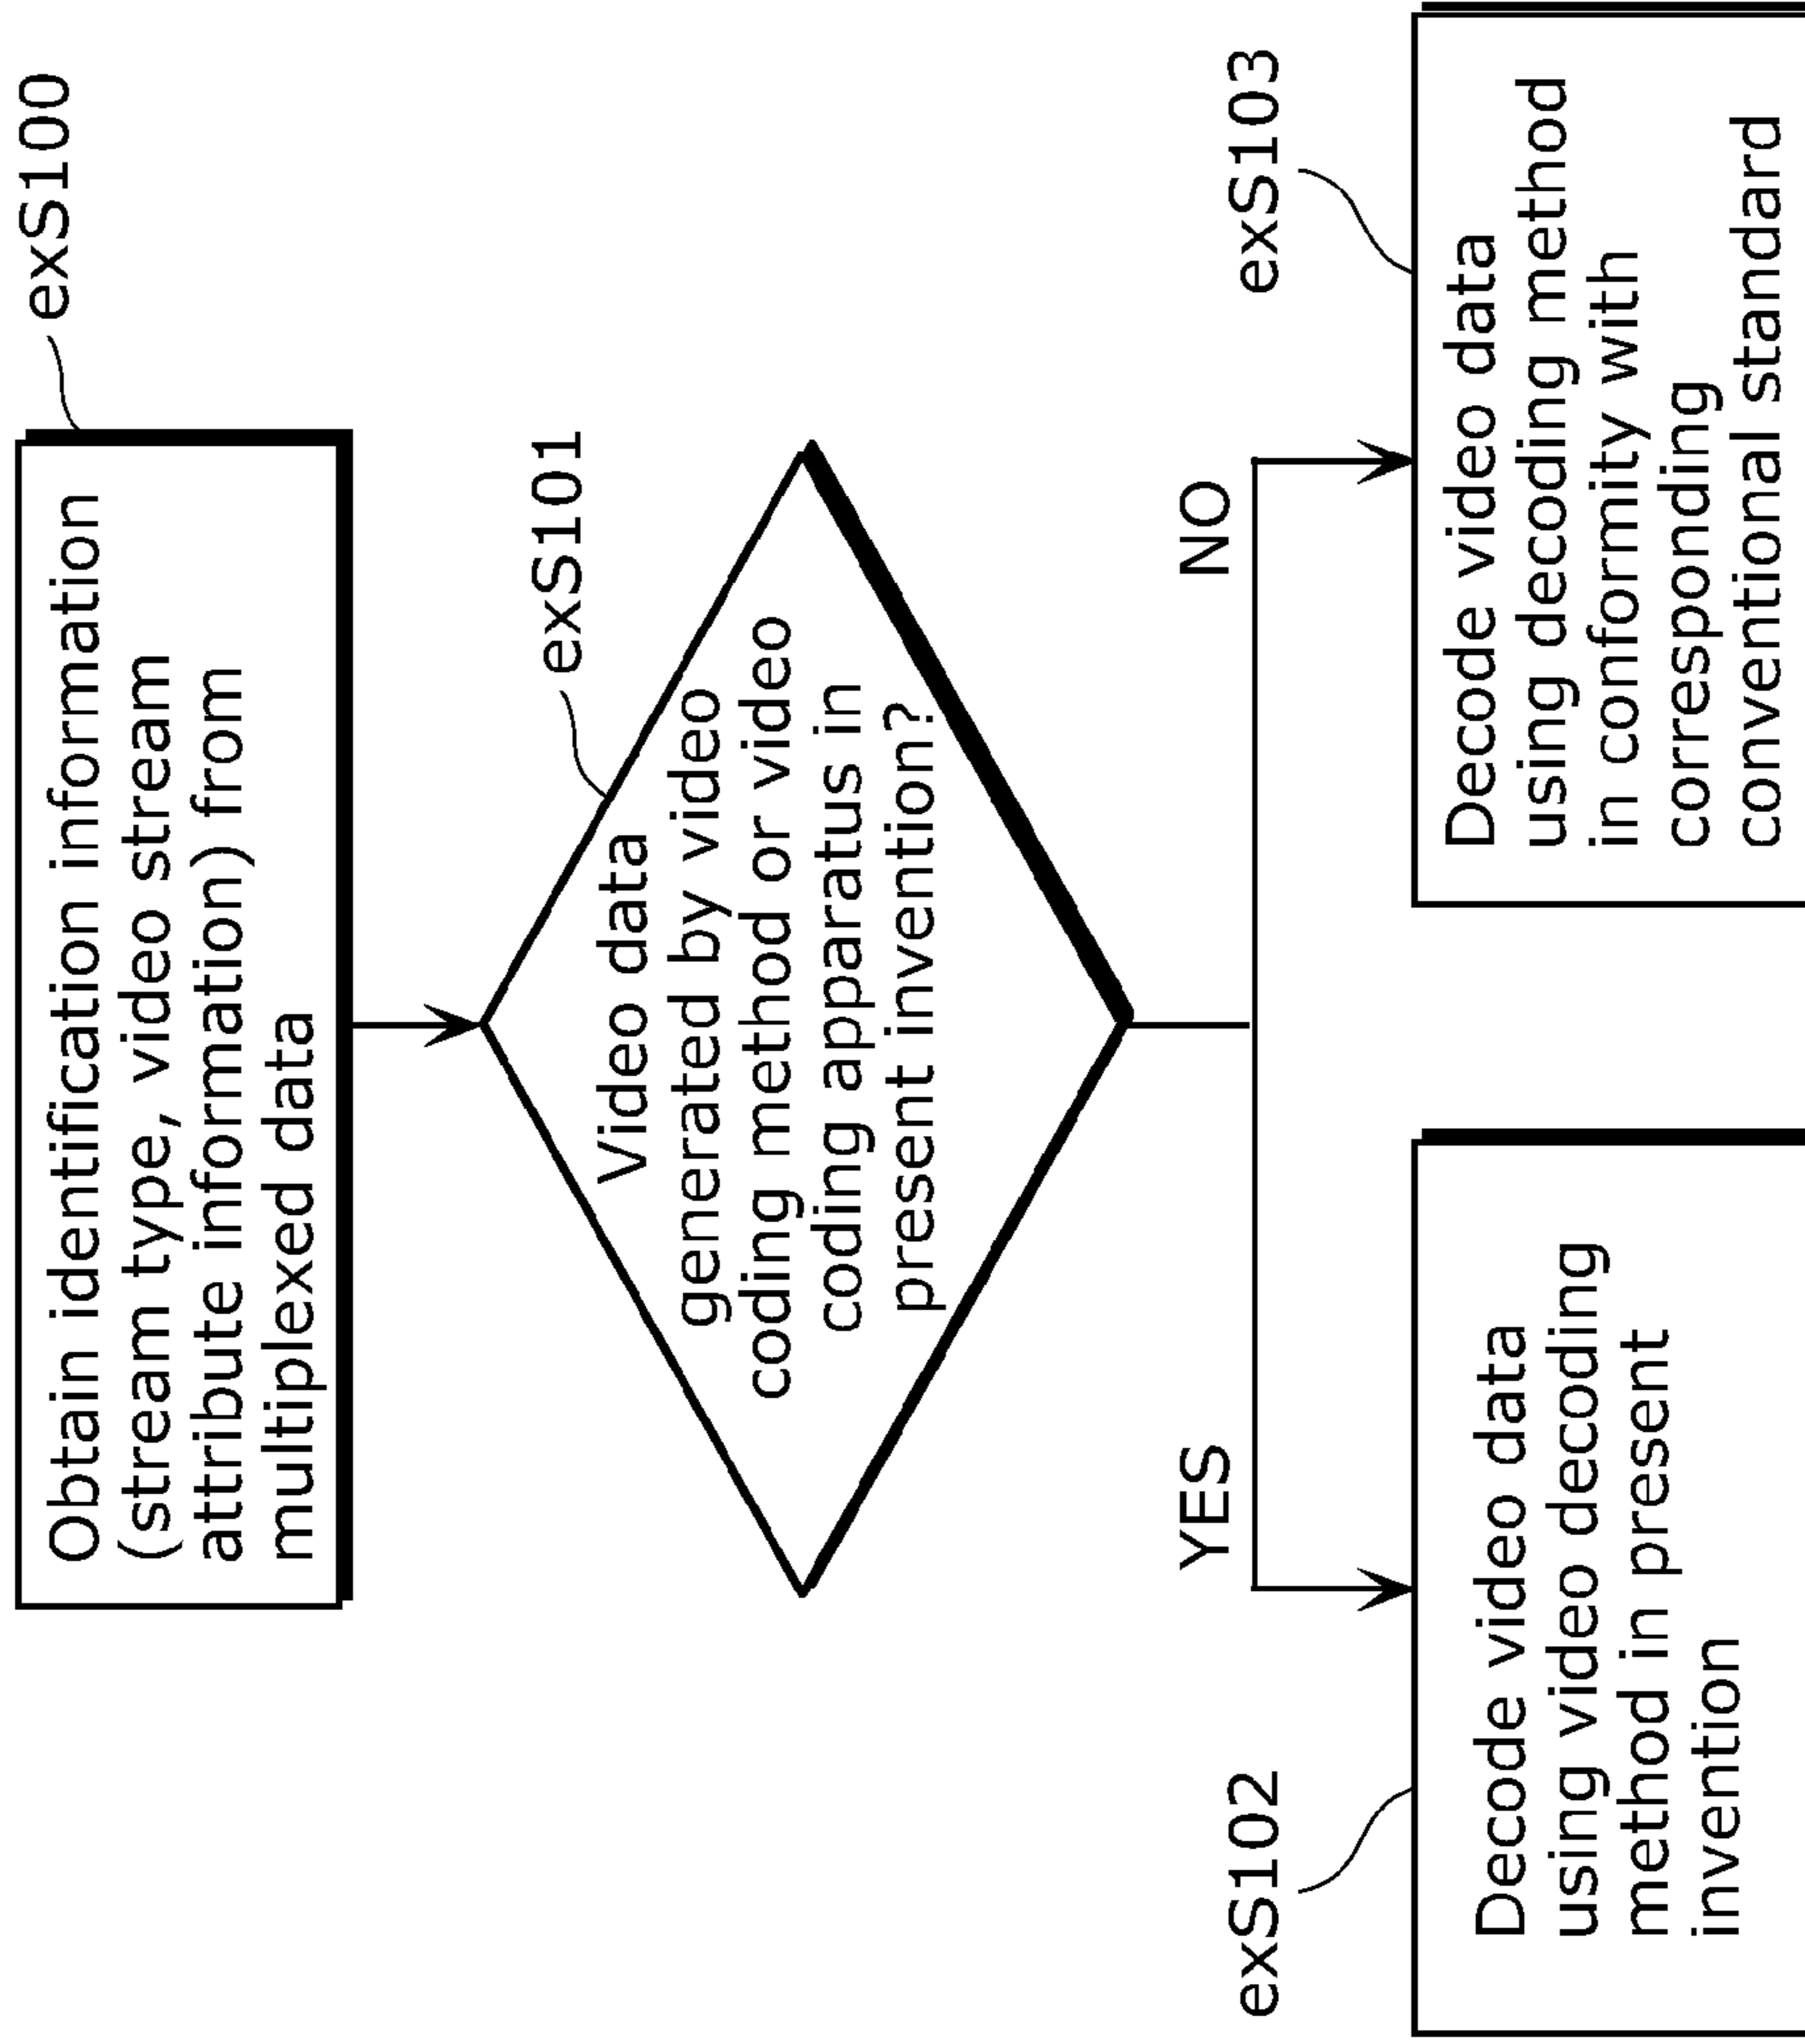 exS100
Obtain identification information
(stream type, video stream
attribute information) from
multiplexed data
exS101
Video data
generated by video
coding method or video
coding apparatus in
present invention?
YES
NO
exS102
exS103
Decode video data
using video decoding
method in present
invention
Decode video data
using decoding method
in conformity with
corresponding
conventional standard